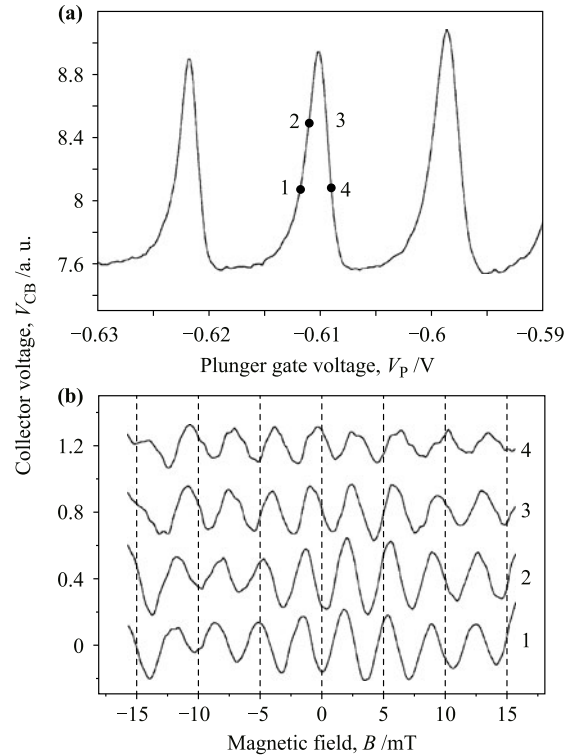 (a)
8.8
8.4
8
7.6
2
3
1
4
−0.63 −0.62 −0.61 −0.6 −0.59
Plunger gate voltage, VP /V
Collector voltage, VCB /a. u.
(b)
1.2
0.8
0.4
0
4
3
2
1
−15 −10 −5 0 5 10 15
Magnetic field, B /mT